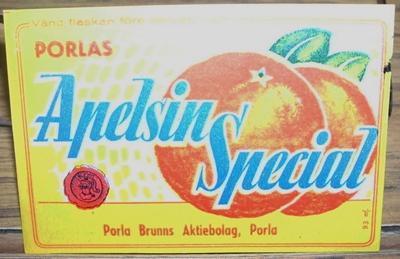 Vänd flaskan före
PORLAS
Apelsin
Special
Porla Brunns Aktiebolag, Porla